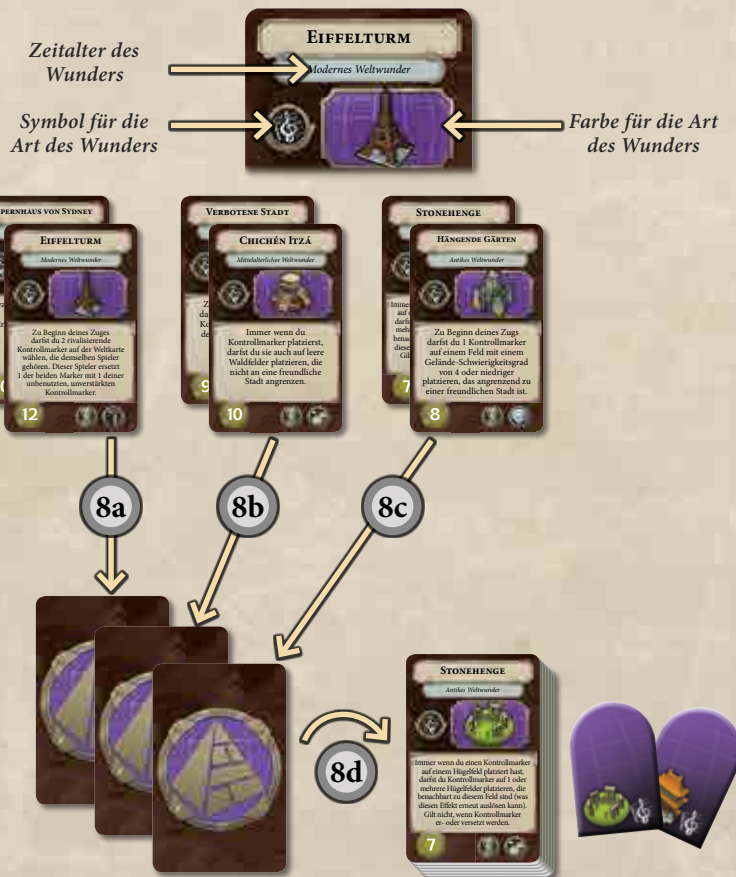 EIFFELTURM
Modernes Weltwunder
Zeitalter des
Wunders
Symbol für die
Art des Wunders
Farbe für die Art
des Wunders
PERNHAUS VON SYDNEY
EIFFELTURM
Modernes Weltwunder
Zu Beginn deines Zuges
darfst du 2 rivalisierende
Kontrollmarker auf der Weltkarte
wählen, die demselben Spieler
gehören. Dieser Spieler ersetzt
1 der beiden Marker mit 1 deiner
unbenutzten, unverstärkten
Kontrollmarker.
12
VERBOTENE STADT
9
CHICHÉN ITZÁ
Mittelalterliches Weltwunder
Immer wenn du
Kontrollmarker platzierst,
darfst du sie auch auf leere
Waldfelder platzieren, die
nicht an eine freundliche
Stadt angrenzen.
10
STONEHENGE
7
HÄNGENDE GÄRTEN
Antikes Weltwunder
Zu Beginn deines Zugs
darfst du 1 Kontrollmarker
auf einem Feld mit einem
Gelände-Schwierigkeitsgrad
von 4 oder niedriger
platzieren, das angrenzend zu
einer freundlichen Stadt ist.
8
8a
8b
8c
8d
STONEHENGE
Antikes Weltwunder
Immer wenn du einen Kontrollmarker
auf einem Hügelfeld platziert hast,
darfst du Kontrollmarker auf 1 oder
mehrere Hügelfelder platzieren, die
benachbart zu diesem Feld sind (was
diesen Effekt erneut auslösen kann).
Gilt nicht, wenn Kontrollmarker
er- oder versetzt werden.
7